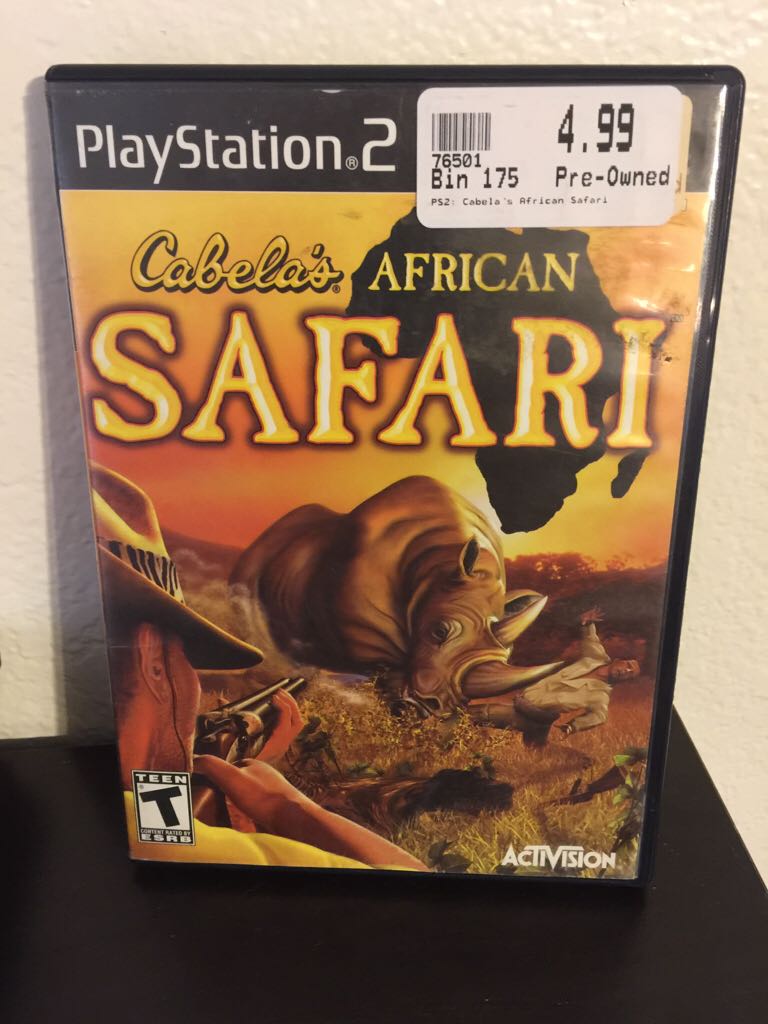 PlayStation®2
4.99
76501
Bin 175 Pre-Owned
PS2: Cabela's African Safari
Cabela's® AFRICAN
SAFARI
TEEN
T
CONTENT RATED BY
ESRB
ACTIVISION